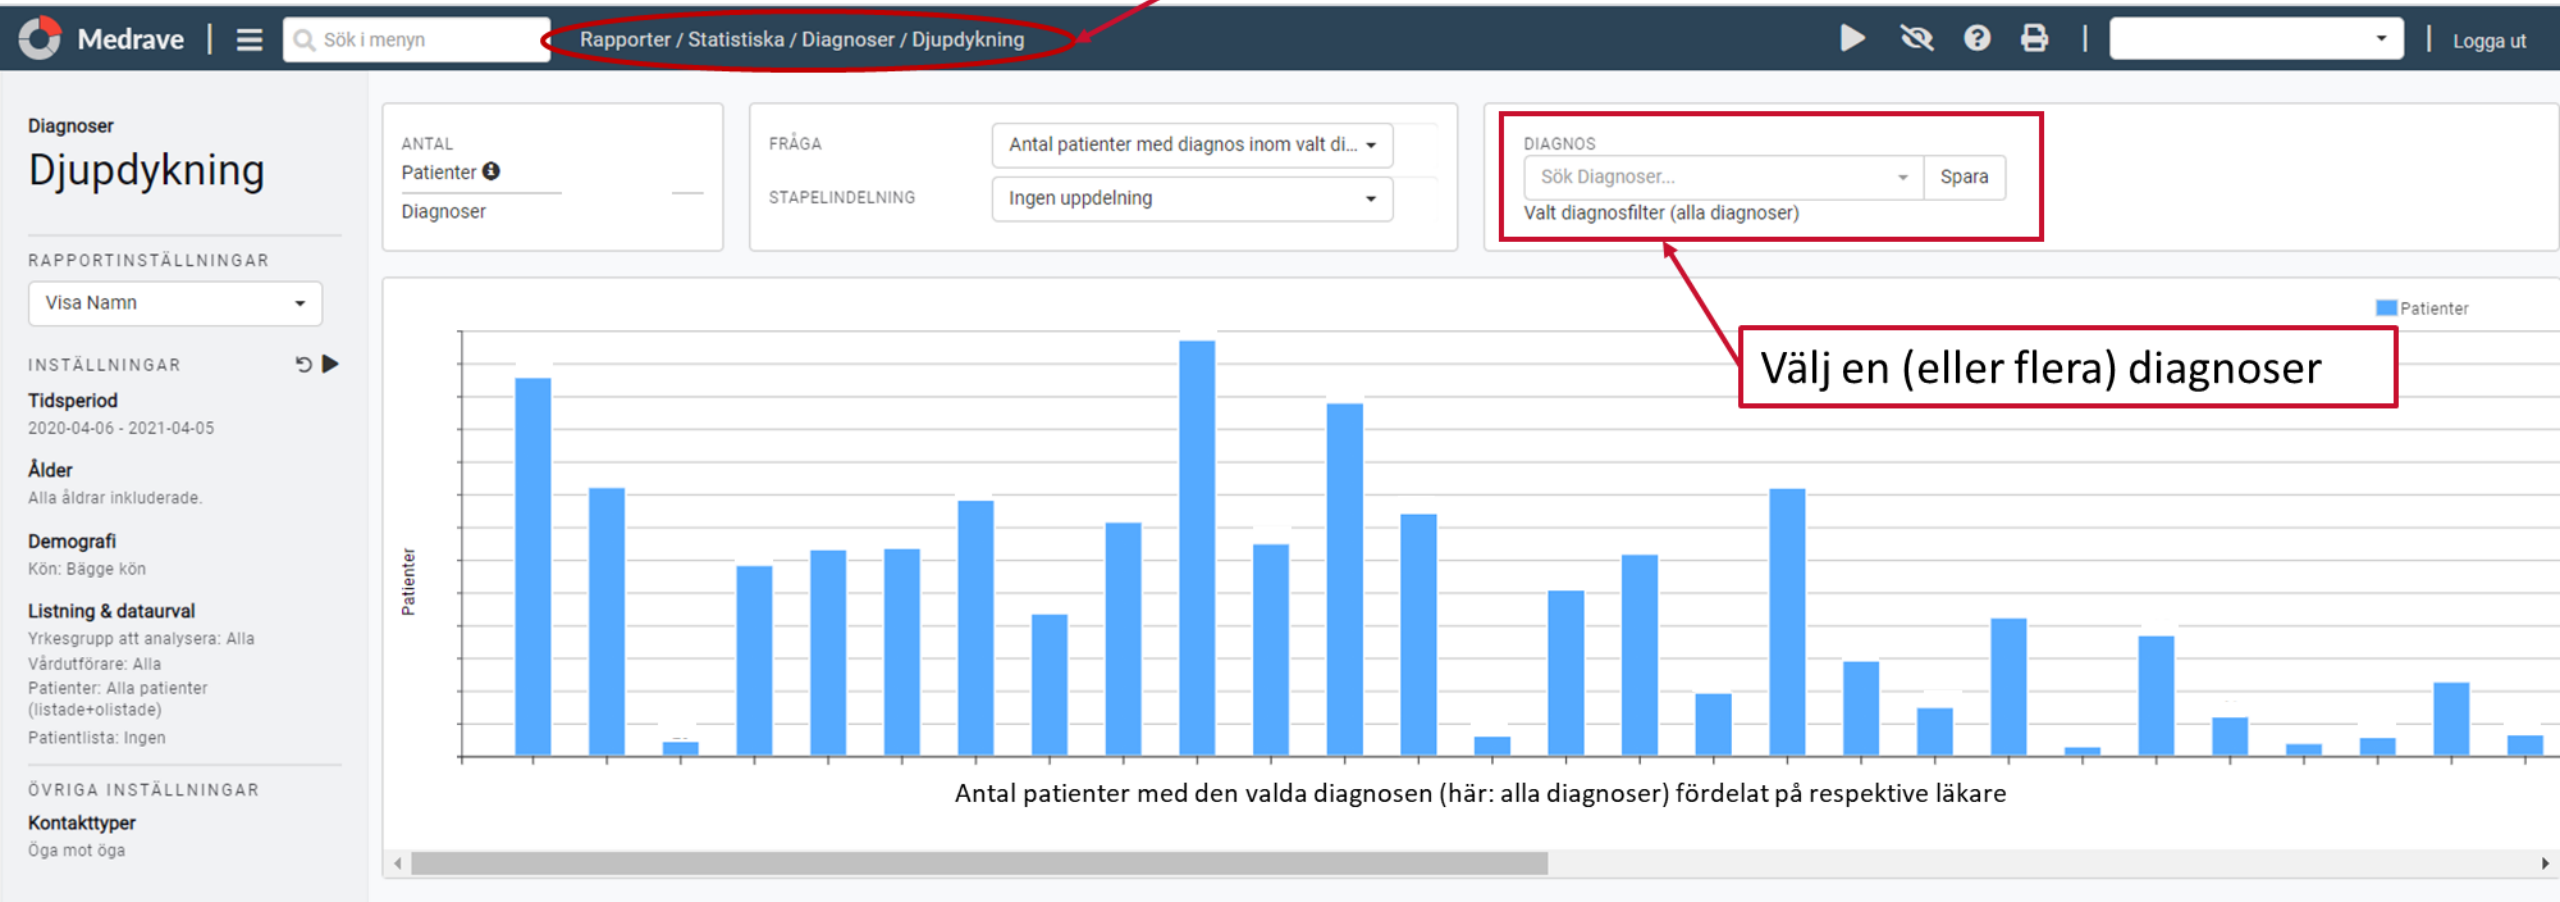 Medrave
Sök i menyn
Rapporter / Statistiska / Diagnoser / Djupdykning
Logga ut
Diagnoser
Djupdykning
RAPPORTINSTÄLLNINGAR
Visa Namn
INSTÄLLNINGAR
Tidsperiod
2020-04-06 - 2021-04-05
Ålder
Alla åldrar inkluderade.
Demografi
Kön: Bägge kön
Listning & dataurval
Yrkesgrupp att analysera: Alla
Vårdutförare: Alla
Patienter: Alla patienter
(listade+olistade)
Patientlista: Ingen
ÖVRIGA INSTÄLLNINGAR
Kontakttyper
Öga mot öga
ANTAL
Patienter
Diagnoser
FRÅGA
Antal patienter med diagnos inom valt di...
STAPELINDELNING
Ingen uppdelning
DIAGNOS
Sök Diagnoser...
Spara
Valt diagnosfilter (alla diagnoser)
Patienter
Välj en (eller flera) diagnoser
Patienter
Antal patienter med den valda diagnosen (här: alla diagnoser) fördelat på respektive läkare